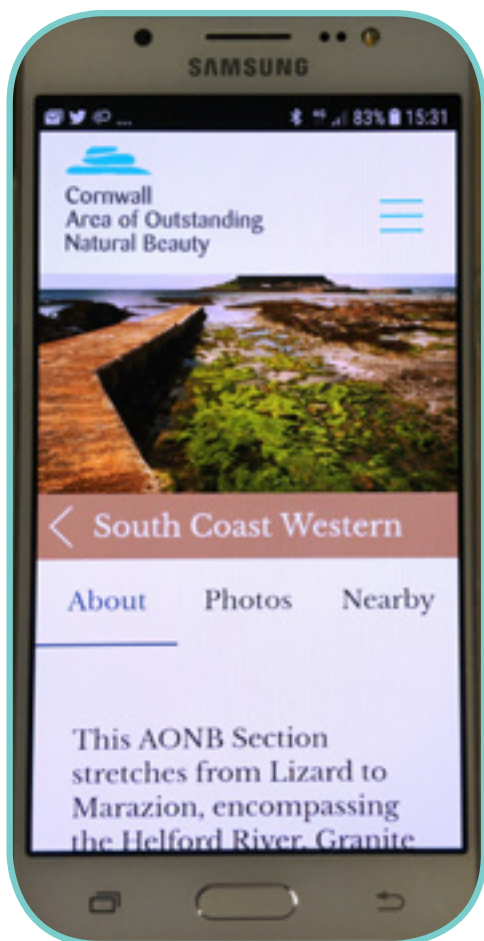 SAMSUNG
... 83% 15:31
Cornwall
Area of Outstanding
Natural Beauty
South Coast Western
About Photos Nearby
This AONB Section
stretches from Lizard to
Marazion, encompassing
the Helford River. Granite